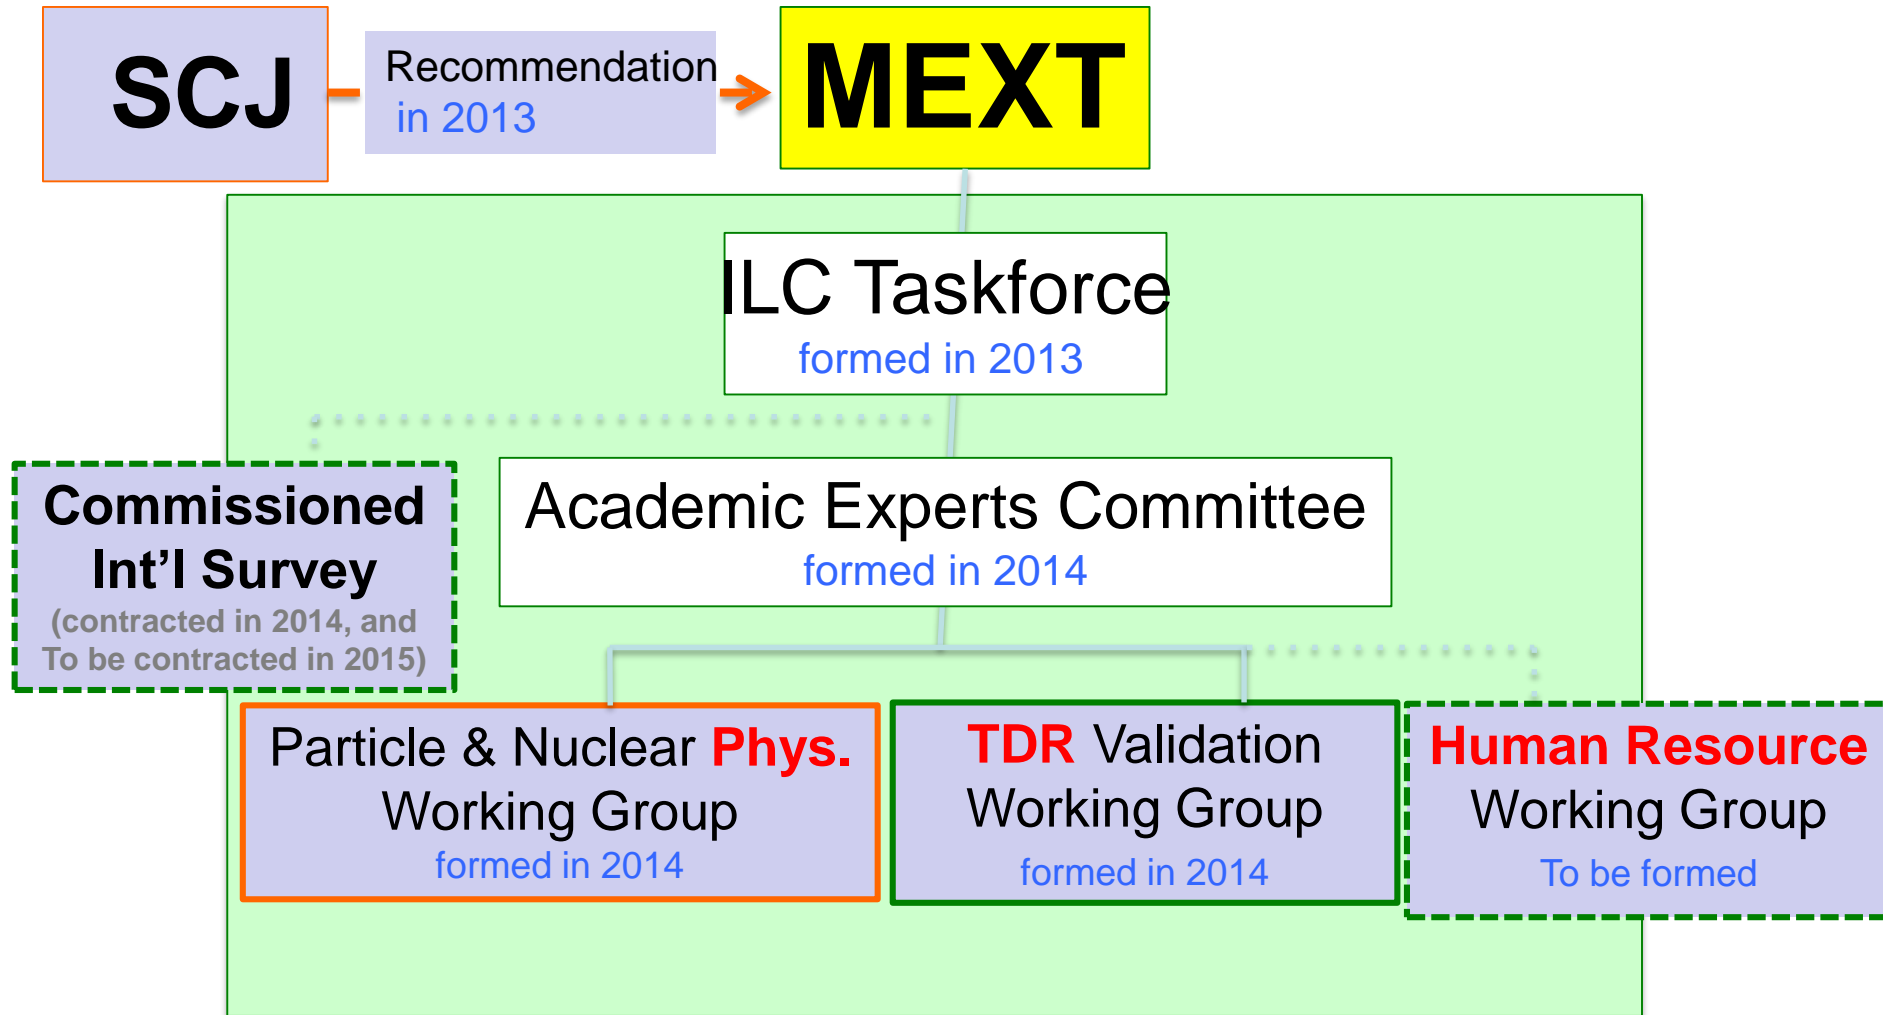 SCJ
Recommendation
in 2013
MEXT
ILC Taskforce
formed in 2013
Commissioned
Int’l Survey
(contracted in 2014, and
To be contracted in 2015)
Academic Experts Committee
formed in 2014
Particle & Nuclear Phys.
Working Group
formed in 2014
TDR Validation
Working Group
formed in 2014
Human Resource
Working Group
To be formed